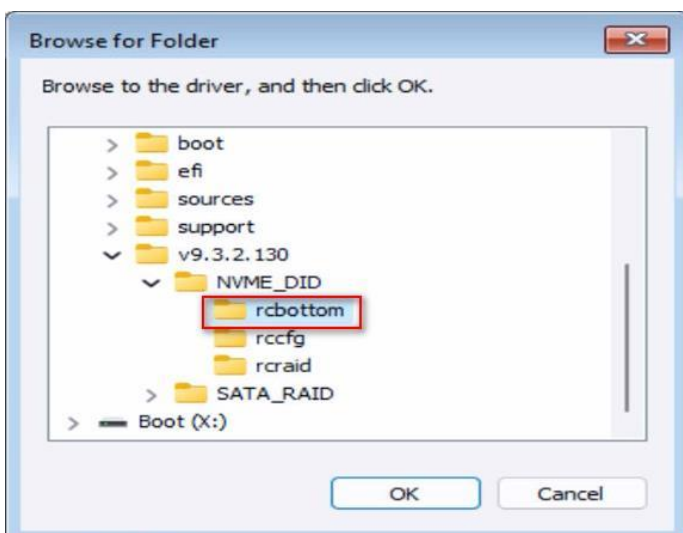 Browse for Folder
Browse to the driver, and then click OK.
boot
efi
sources
support
v9.3.2.130
NVME_DID
rcbottom
rccfg
rcraid
SATA_RAID
Boot (X:)
OK Cancel